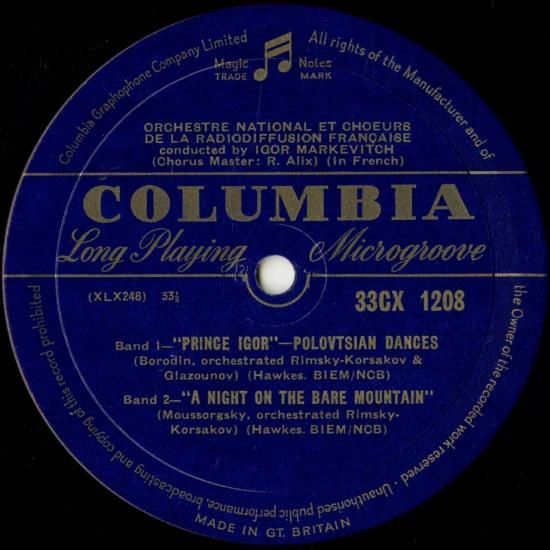 Columbia Graphophone Company Limited
All rights of the Manufacturer and of
Magic Notes
TRADE MARK
ORCHESTRE NATIONAL ET CHOEURS
DE LA RADIODIFFUSION FRANÇAISE
conducted by IGOR MARKEVITCH
(Chorus Master: R. Alix) (In French)
COLUMBIA
Long Playing Microgroove
(XLX248) 33⅓
33CX 1208
Band 1—"PRINCE IGOR"—POLOVTSIAN DANCES
(Borodin, orchestrated Rimsky-Korsakov &
Glazounov) (Hawkes. BIEM/NCB)
Band 2—"A NIGHT ON THE BARE MOUNTAIN"
(Moussorgsky, orchestrated Rimsky-
Korsakov) (Hawkes. BIEM/NCB)
the Owner of the recorded work reserved. Unauthorised public performance, broadcasting and copying of this record prohibited
MADE IN GT. BRITAIN